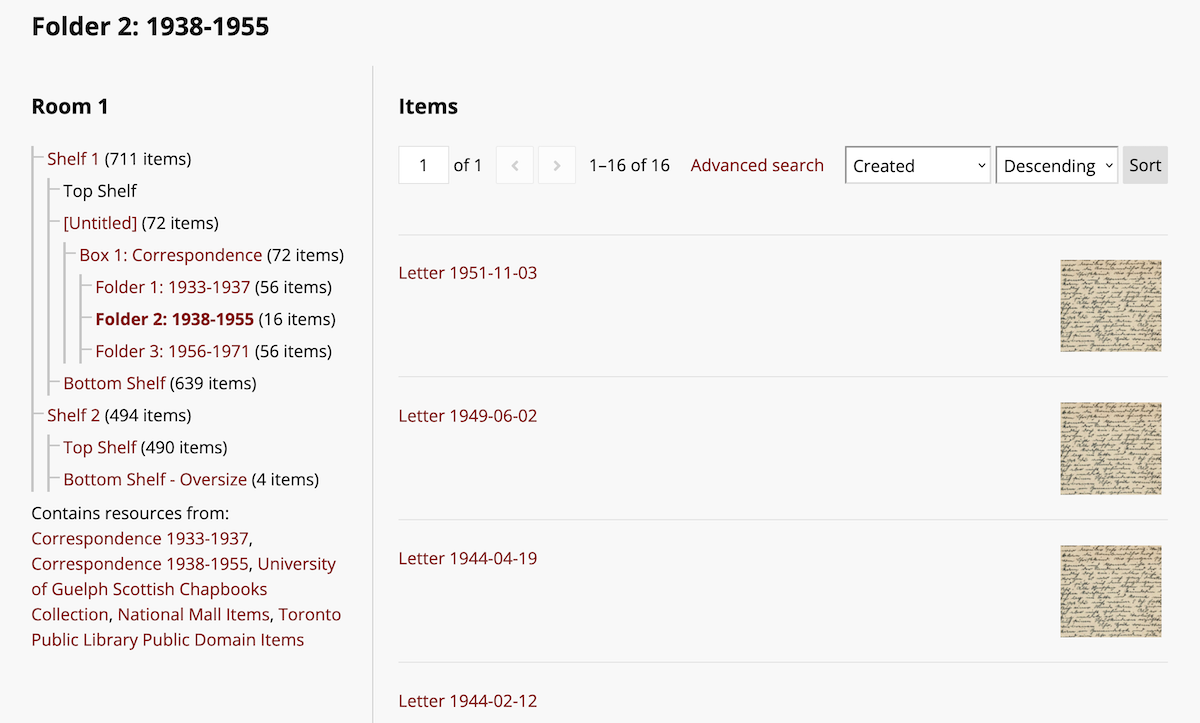 Folder 2: 1938-1955
Room 1
Shelf 1 (711 items)
Top Shelf
[Untitled] (72 items)
Box 1: Correspondence (72 items)
Folder 1: 1933-1937 (56 items)
Folder 2: 1938-1955 (16 items)
Folder 3: 1956-1971 (56 items)
Bottom Shelf (639 items)
Shelf 2 (494 items)
Top Shelf (490 items)
Bottom Shelf - Oversize (4 items)
Contains resources from:
Correspondence 1933-1937,
Correspondence 1938-1955, University
of Guelph Scottish Chapbooks
Collection, National Mall Items, Toronto
Public Library Public Domain Items
Items
1 of 1 < > 1–16 of 16 Advanced search Created Descending Sort
Letter 1951-11-03
Letter 1949-06-02
Letter 1944-04-19
Letter 1944-02-12